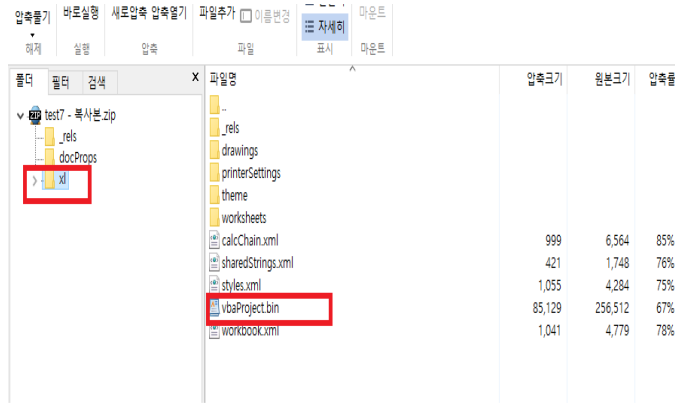 압축풀기 바로실행 새로압축 압축열기 파일추가 이름변경 자세히 마운트
해제 실행 압축 파일 표시 마운트
폴더 필터 검색 X 파일명 압축크기 원본크기 압축률
test7 - 복사본.zip
_rels
docProps
xl
..
_rels
drawings
printerSettings
theme
worksheets
calcChain.xml 999 6,564 85%
sharedStrings.xml 421 1,748 76%
styles.xml 1,055 4,284 75%
vbaProject.bin 85,129 256,512 67%
workbook.xml 1,041 4,779 78%